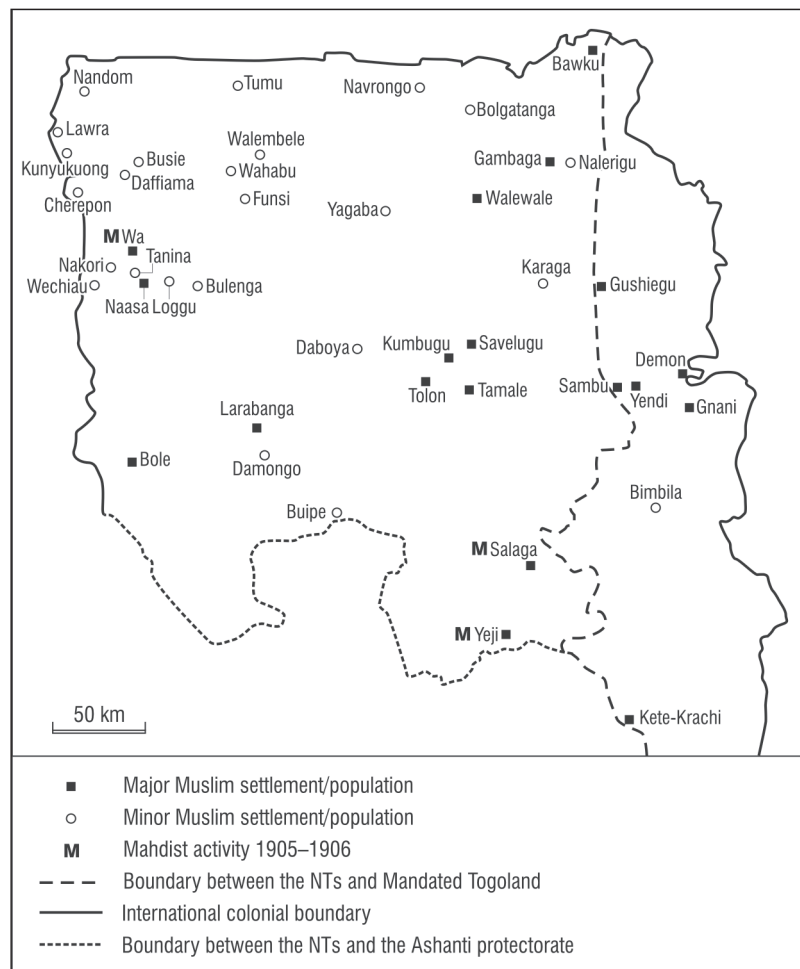 Bawku
Nandom
Tumu
Navrongo
Bolgatanga
Lawra
Walembele
Kunyukuong
Busie
Gambaga
Nalerigu
Daffiama
Wahabu
Cherepon
Funsi
Walewale
Yagaba
M Wa
Tanina
Nakori
Karaga
Wechiau
Bulenga
Gushiegu
Naasa Loggu
Daboya
Kumbugu
Savelugu
Demon
Tolon
Tamale
Sambu
Yendi
Gnani
Larabanga
Bole
Damongo
Bimbila
Buipe
M Salaga
M Yeji
50 km
Kete-Krachi
Major Muslim settlement/population
Minor Muslim settlement/population
M Mahdist activity 1905–1906
Boundary between the NTs and Mandated Togoland
International colonial boundary
Boundary between the NTs and the Ashanti protectorate